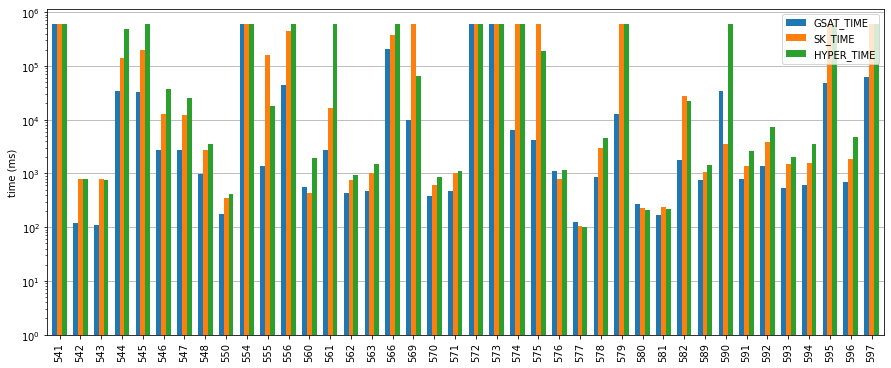 GSAT_TIME
SK_TIME
HYPER_TIME
time (ms)
10⁶
10⁵
10⁴
10³
10²
10¹
10⁰
541 542 543 544 545 546 547 548 550 554 555 556 560 561 562 563 566 569 570 571 572 573 574 575 576 577 578 579 580 581 582 589 590 591 592 593 594 595 596 597